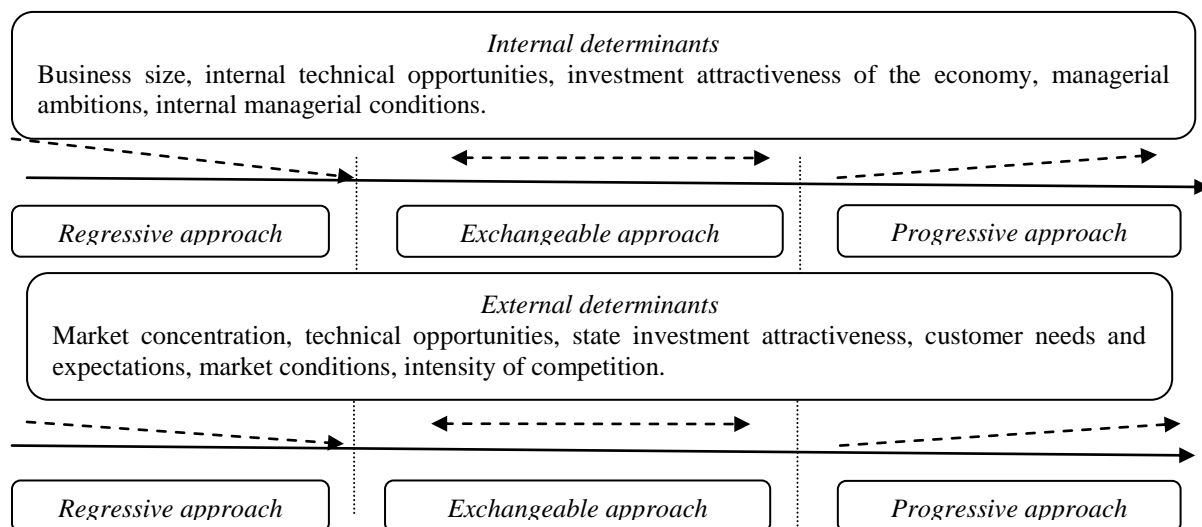 Internal determinants
Business size, internal technical opportunities, investment attractiveness of the economy, managerial
ambitions, internal managerial conditions.
Regressive approach
Exchangeable approach
Progressive approach
External determinants
Market concentration, technical opportunities, state investment attractiveness, customer needs and
expectations, market conditions, intensity of competition.
Regressive approach
Exchangeable approach
Progressive approach